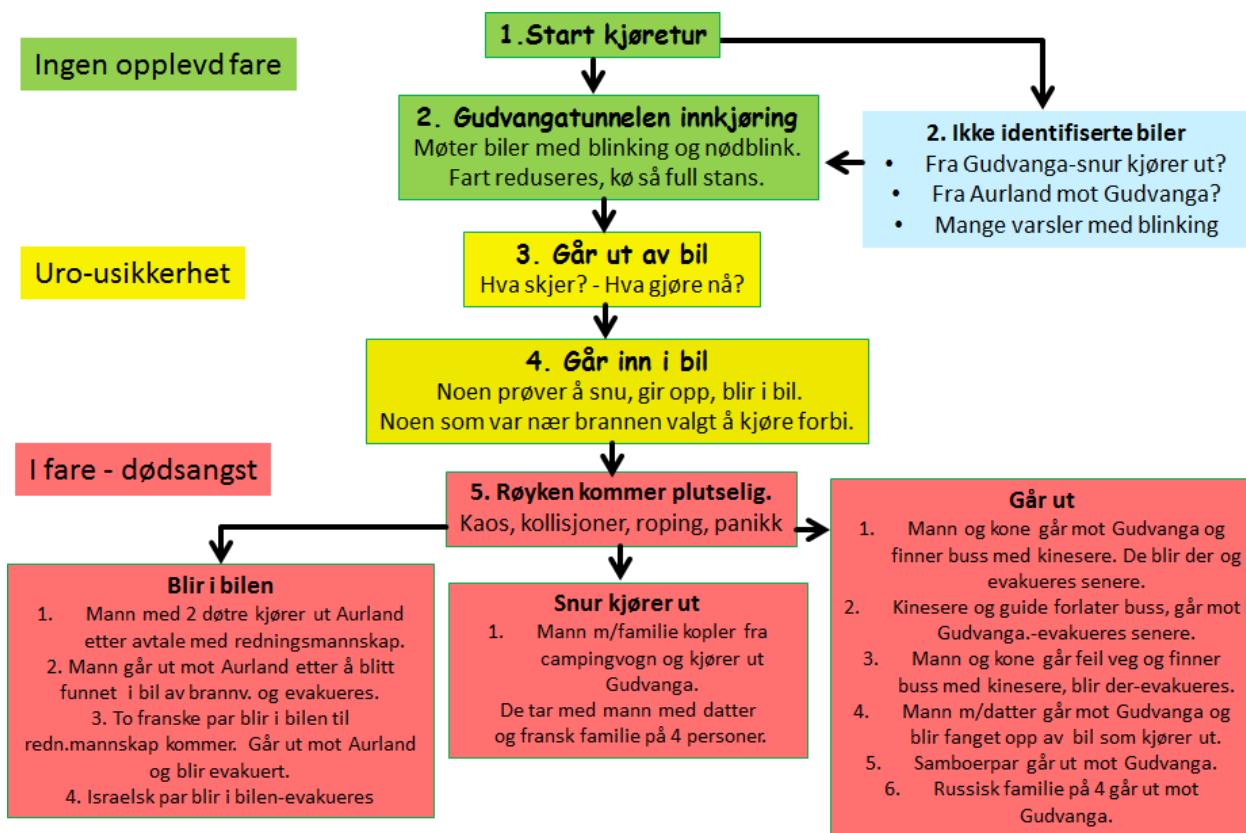 1.Start kjøretur
Ingen opplevd fare
2. Gudvangatunnelen innkjøring
Møter biler med blinking og nødblink.
Fart reduseres, kø så full stans.
2. Ikke identifiserte biler
• Fra Gudvanga-snur kjører ut?
• Fra Aurland mot Gudvanga?
• Mange varsler med blinking
Uro-usikkerhet
3. Går ut av bil
Hva skjer? - Hva gjøre nå?
4. Går inn i bil
Noen prøver å snu, gir opp, blir i bil.
Noen som var nær brannen valgt å kjøre forbi.
I fare - dødsangst
5. Røyken kommer plutselig.
Kaos, kollisjoner, roping, panikk
Blir i bilen
1. Mann med 2 døtre kjører ut Aurland
etter avtale med redningsmannskap.
2. Mann går ut mot Aurland etter å blitt
funnet i bil av brannv. og evakueres.
3. To franske par blir i bilen til
redn.mannskap kommer. Går ut mot Aurland
og blir evakuert.
4. Israelsk par blir i bilen-evakueres
Snur kjører ut
1. Mann m/familie kopler fra
campingvogn og kjører ut
Gudvanga.
De tar med mann med datter
og fransk familie på 4 personer.
Går ut
1. Mann og kone går mot Gudvanga og
finner buss med kinesere. De blir der og
evakueres senere.
2. Kinesere og guide forlater buss, går mot
Gudvanga.-evakueres senere.
3. Mann og kone går feil veg og finner
buss med kinesere, blir der-evakueres.
4. Mann m/datter går mot Gudvanga og
blir fanget opp av bil som kjører ut.
5. Samboerpar går ut mot Gudvanga.
6. Russisk familie på 4 går ut mot
Gudvanga.